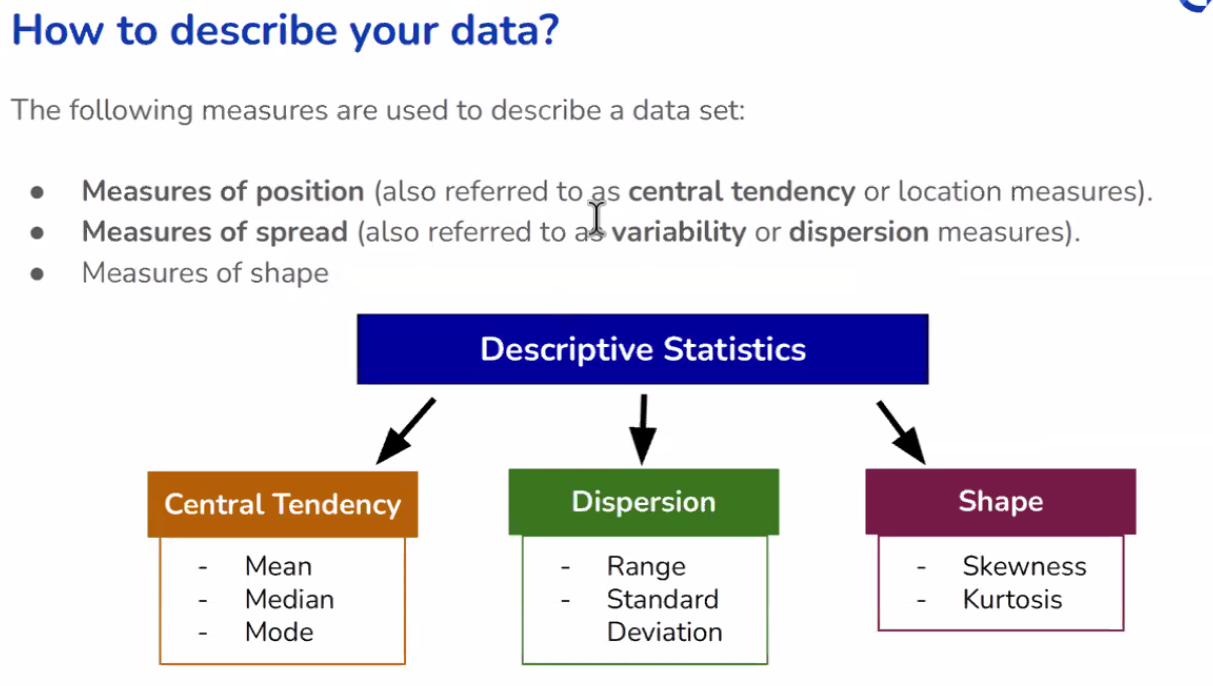 How to describe your data?
The following measures are used to describe a data set:
● Measures of position (also referred to as central tendency or location measures).
● Measures of spread (also referred to as variability or dispersion measures).
● Measures of shape
Descriptive Statistics
Central Tendency
- Mean
- Median
- Mode
Dispersion
- Range
- Standard
Deviation
Shape
- Skewness
- Kurtosis